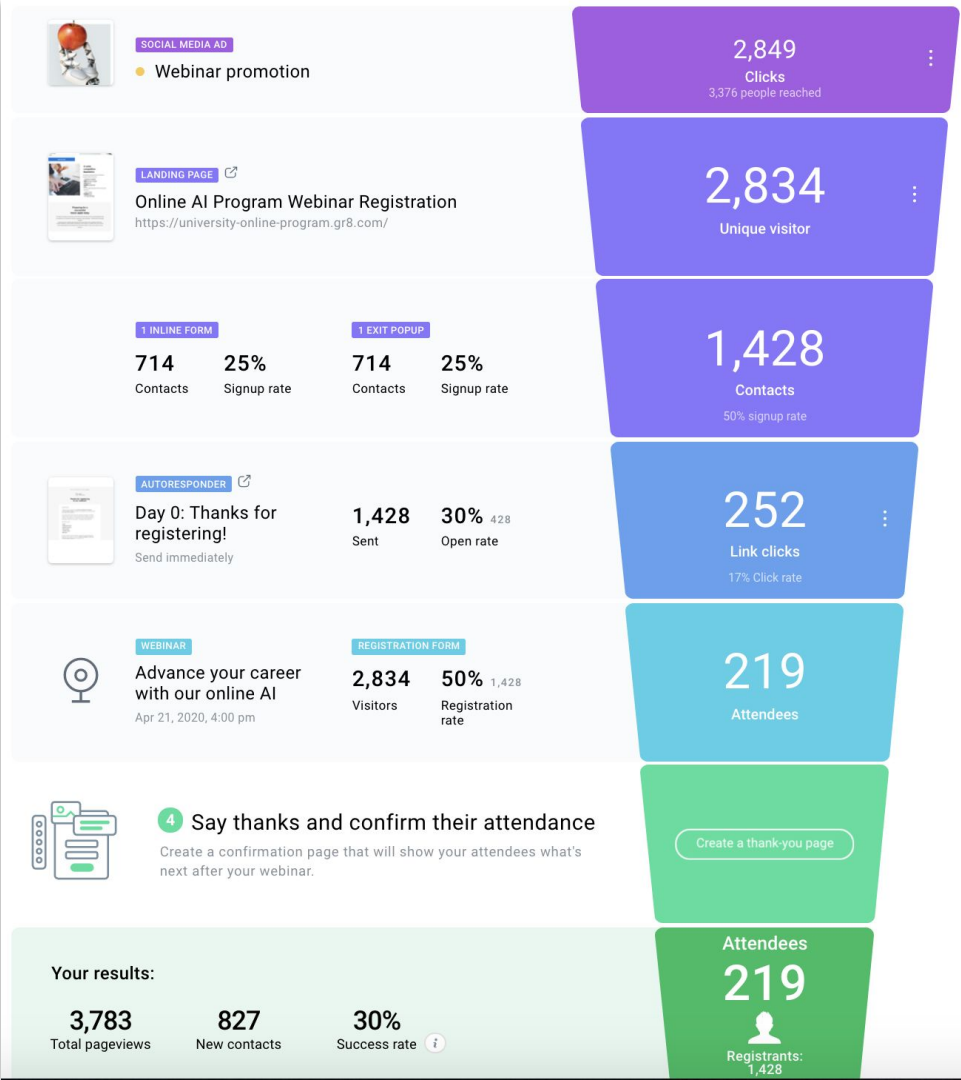 SOCIAL MEDIA AD
Webinar promotion
2,849
Clicks
3,376 people reached
LANDING PAGE
Online AI Program Webinar Registration
https://university-online-program.gr8.com/
2,834
Unique visitor
1 INLINE FORM
714
Contacts
25%
Signup rate
1 EXIT POPUP
714
Contacts
25%
Signup rate
1,428
Contacts
50% signup rate
AUTORESPONDER
Day 0: Thanks for
registering!
Send immediately
1,428
Sent
30% 428
Open rate
252
Link clicks
17% Click rate
WEBINAR
Advance your career
with our online AI
Apr 21, 2020, 4:00 pm
REGISTRATION FORM
2,834
Visitors
50% 1,428
Registration
rate
219
Attendees
4 Say thanks and confirm their attendance
Create a confirmation page that will show your attendees what's
next after your webinar.
Create a thank-you page
Your results:
3,783
Total pageviews
827
New contacts
30%
Success rate i
Attendees
219
Registrants:
1,428